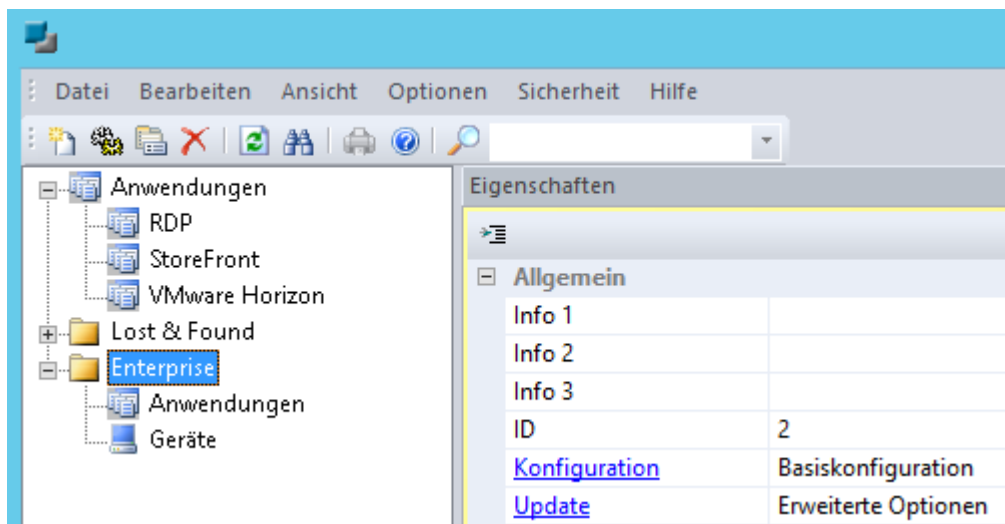 Datei Bearbeiten Ansicht Optionen Sicherheit Hilfe
Anwendungen
RDP
StoreFront
VMware Horizon
Lost & Found
Enterprise
Anwendungen
Geräte
Eigenschaften
Allgemein
Info 1
Info 2
Info 3
ID 2
Konfiguration Basiskonfiguration
Update Erweiterte Optionen